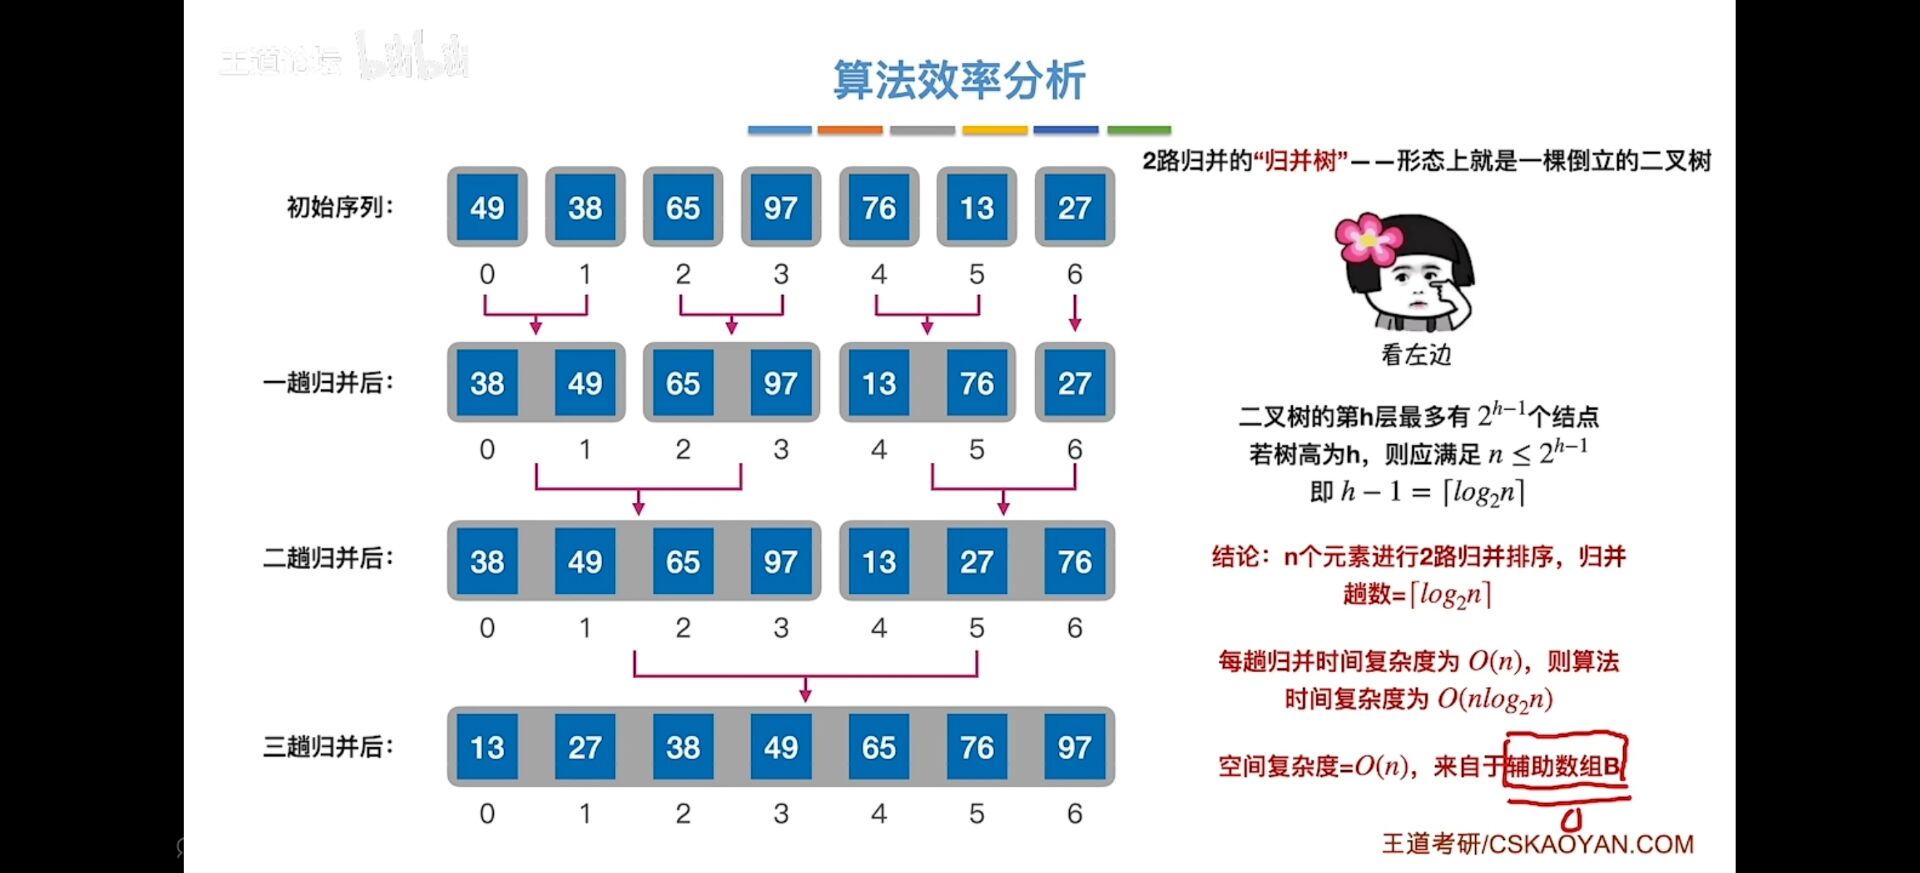 王道论坛 bilibili
算法效率分析
2路归并的“归并树”——形态上就是一棵倒立的二叉树
初始序列：
49 38 65 97 76 13 27
0 1 2 3 4 5 6
一趟归并后：
38 49 65 97 13 76 27
0 1 2 3 4 5 6
二趟归并后：
38 49 65 97 13 27 76
0 1 2 3 4 5 6
三趟归并后：
13 27 38 49 65 76 97
0 1 2 3 4 5 6
看左边
二叉树的第h层最多有 2^{h−1}个结点
若树高为h，则应满足 n ≤ 2^{h−1}
即 h − 1 = ⌈log₂n⌉
结论：n个元素进行2路归并排序，归并
趟数=⌈log₂n⌉
每趟归并时间复杂度为 O(n)，则算法
时间复杂度为 O(nlog₂n)
空间复杂度=O(n)，来自于辅助数组B
王道考研/CSKAOYAN.COM